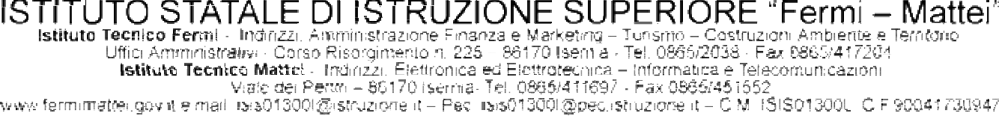 ISTITUTO STATALE DI ISTRUZIONE SUPERIORE "Fermi – Mattei"
Istituto Tecnico Fermi - Indirizzi: Amministrazione Finanza e Marketing – Turismo – Costruzioni Ambiente e Territorio
Uffici Amministrativi - Corso Risorgimento n. 225 – 86170 Isernia - Tel. 0865/2038 - Fax 0865/417204
Istituto Tecnico Mattei - Indirizzi: Elettronica ed Elettrotecnica – Informatica e Telecomunicazioni
Viale dei Pentri – 86170 Isernia- Tel. 0865/411697 - Fax 0865/451552
www.fermimattei.gov.it e mail isis01300l@istruzione.it – Pec isis01300l@pec.istruzione.it – C.M. ISIS01300L C.F 90041730947